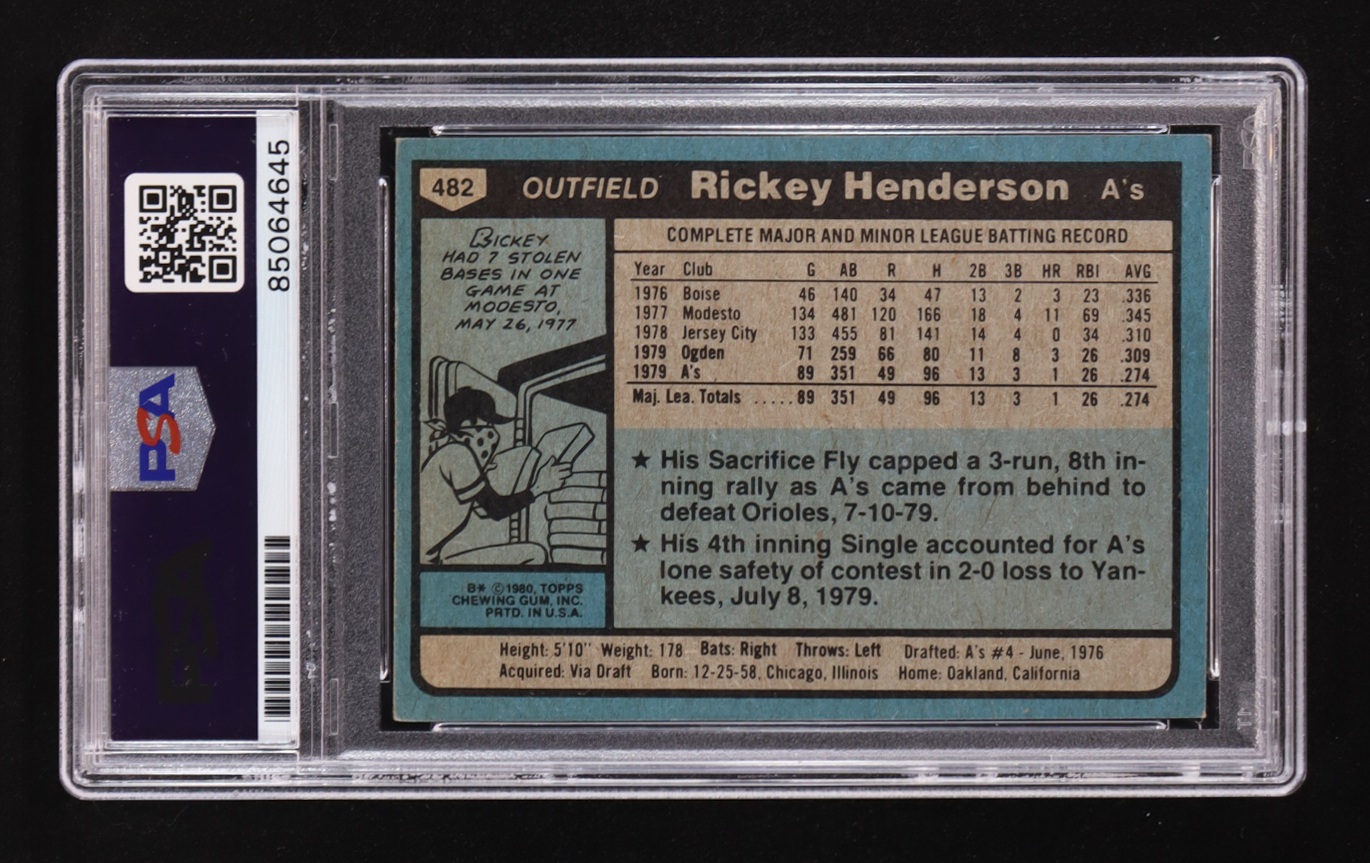 85064645
PSA
PSA
482 OUTFIELD Rickey Henderson A's
RICKEY
HAD 7 STOLEN
BASES IN ONE
GAME AT
MODESTO,
MAY 26, 1977
B* ©1980, TOPPS
CHEWING GUM, INC.
PRTD. IN U.S.A.
COMPLETE MAJOR AND MINOR LEAGUE BATTING RECORD
Year Club G AB R H 2B 3B HR RBI AVG
1976 Boise 46 140 34 47 13 2 3 23 .336
1977 Modesto 134 481 120 166 18 4 11 69 .345
1978 Jersey City 133 455 81 141 14 4 0 34 .310
1979 Ogden 71 259 66 80 11 8 3 26 .309
1979 A's 89 351 49 96 13 3 1 26 .274
Maj. Lea. Totals .....89 351 49 96 13 3 1 26 .274
★ His Sacrifice Fly capped a 3-run, 8th in-
ning rally as A's came from behind to
defeat Orioles, 7-10-79.
★ His 4th inning Single accounted for A's
lone safety of contest in 2-0 loss to Yan-
kees, July 8, 1979.
Height: 5'10" Weight: 178 Bats: Right Throws: Left Drafted: A's #4 - June, 1976
Acquired: Via Draft Born: 12-25-58, Chicago, Illinois Home: Oakland, California